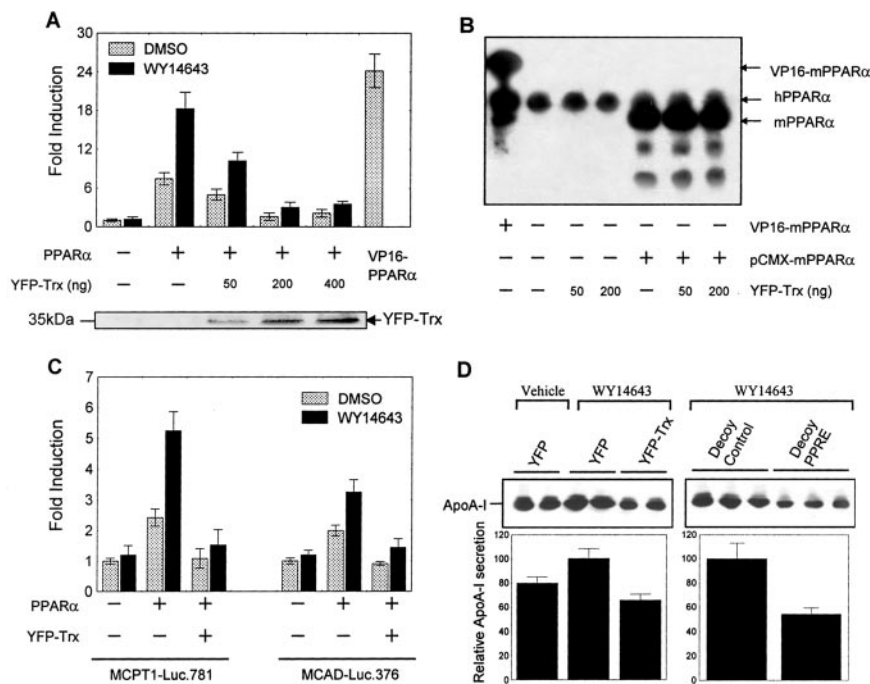 A
DMSO
WY14643
Fold Induction
30
24
18
12
6
0
PPARα – + + + + VP16-PPARα
YFP-Trx (ng) – – 50 200 400
35kDa
YFP-Trx
B
VP16-mPPARα
hPPARα
mPPARα
+ – – – – – – VP16-mPPARα
– – – – + + + pCMX-mPPARα
– – 50 200 – 50 200 YFP-Trx (ng)
C
DMSO
WY14643
Fold Induction
7
6
5
4
3
2
1
0
PPARα – + + – + +
YFP-Trx – – + – – +
MCPT1-Luc.781 MCAD-Luc.376
D
Vehicle WY14643 WY14643
YFP YFP YFP-Trx Decoy Control Decoy PPRE
ApoA-I
Relative ApoA-I secretion
120 120
100 100
80 80
60 60
40 40
20 20
0 0